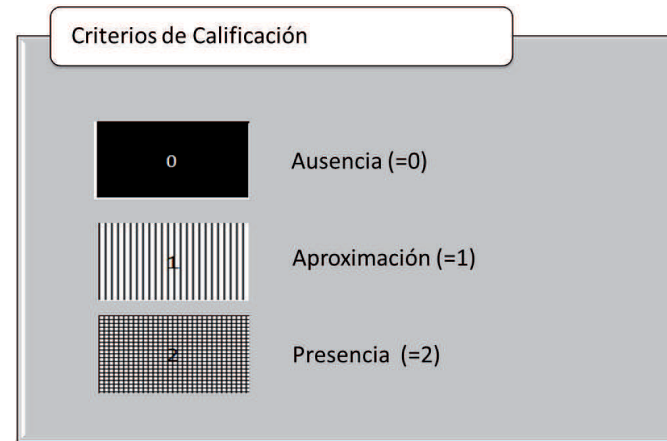 Criterios de Calificación
0
Ausencia (=0)
1
Aproximación (=1)
2
Presencia (=2)